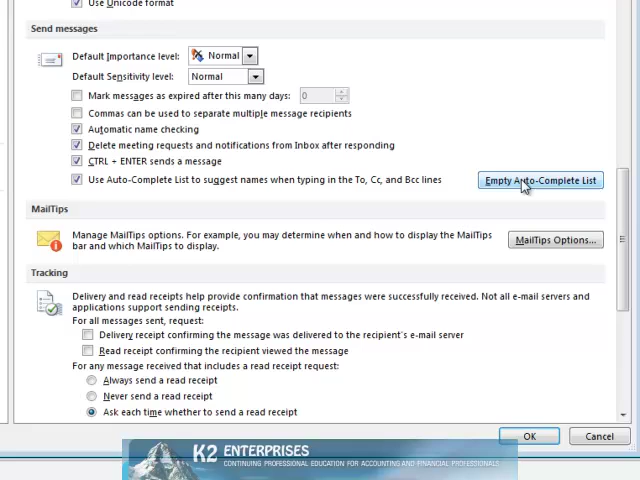 Use Unicode format
Send messages
Default Importance level: Normal
Default Sensitivity level: Normal
Mark messages as expired after this many days: 0
Commas can be used to separate multiple message recipients
Automatic name checking
Delete meeting requests and notifications from Inbox after responding
CTRL + ENTER sends a message
Use Auto-Complete List to suggest names when typing in the To, Cc, and Bcc lines Empty Auto-Complete List
MailTips
Manage MailTips options. For example, you may determine when and how to display the MailTips
bar and which MailTips to display.
MailTips Options...
Tracking
Delivery and read receipts help provide confirmation that messages were successfully received. Not all e-mail servers and
applications support sending receipts.
For all messages sent, request:
Delivery receipt confirming the message was delivered to the recipient's e-mail server
Read receipt confirming the recipient viewed the message
For any message received that includes a read receipt request:
Always send a read receipt
Never send a read receipt
Ask each time whether to send a read receipt
OK Cancel
K2 ENTERPRISES
CONTINUING PROFESSIONAL EDUCATION FOR ACCOUNTING AND FINANCIAL PROFESSIONALS